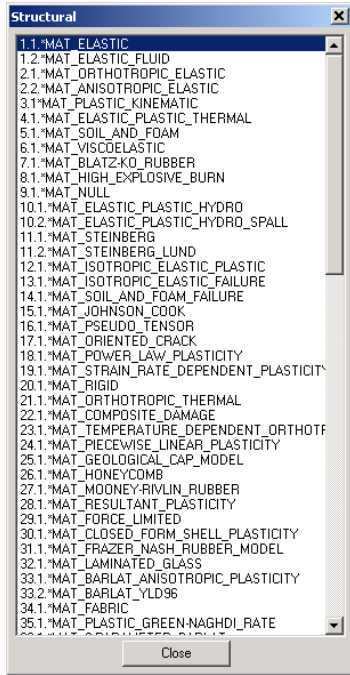 Structural
1.1.*MAT_ELASTIC
1.2.*MAT_ELASTIC_FLUID
2.1.*MAT_ORTHOTROPIC_ELASTIC
2.2.*MAT_ANISOTROPIC_ELASTIC
3.1*MAT_PLASTIC_KINEMATIC
4.1.*MAT_ELASTIC_PLASTIC_THERMAL
5.1.*MAT_SOIL_AND_FOAM
6.1.*MAT_VISCOELASTIC
7.1.*MAT_BLATZ-KO_RUBBER
8.1.*MAT_HIGH_EXPLOSIVE_BURN
9.1.*MAT_NULL
10.1.*MAT_ELASTIC_PLASTIC_HYDRO
10.2.*MAT_ELASTIC_PLASTIC_HYDRO_SPALL
11.1.*MAT_STEINBERG
11.2.*MAT_STEINBERG_LUND
12.1.*MAT_ISOTROPIC_ELASTIC_PLASTIC
13.1.*MAT_ISOTROPIC_ELASTIC_FAILURE
14.1.*MAT_SOIL_AND_FOAM_FAILURE
15.1.*MAT_JOHNSON_COOK
16.1.*MAT_PSEUDO_TENSOR
17.1.*MAT_ORIENTED_CRACK
18.1.*MAT_POWER_LAW_PLASTICITY
19.1.*MAT_STRAIN_RATE_DEPENDENT_PLASTICITY
20.1.*MAT_RIGID
21.1.*MAT_ORTHOTROPIC_THERMAL
22.1.*MAT_COMPOSITE_DAMAGE
23.1.*MAT_TEMPERATURE_DEPENDENT_ORTHOTR
24.1.*MAT_PIECEWISE_LINEAR_PLASTICITY
25.1.*MAT_GEOLOGICAL_CAP_MODEL
26.1.*MAT_HONEYCOMB
27.1.*MAT_MOONEY-RIVLIN_RUBBER
28.1.*MAT_RESULTANT_PLASTICITY
29.1.*MAT_FORCE_LIMITED
30.1.*MAT_CLOSED_FORM_SHELL_PLASTICITY
31.1.*MAT_FRAZER_NASH_RUBBER_MODEL
32.1.*MAT_LAMINATED_GLASS
33.1.*MAT_BARLAT_ANISOTROPIC_PLASTICITY
33.2.*MAT_BARLAT_YLD96
34.1.*MAT_FABRIC
35.1.*MAT_PLASTIC_GREEN-NAGHDI_RATE
Close